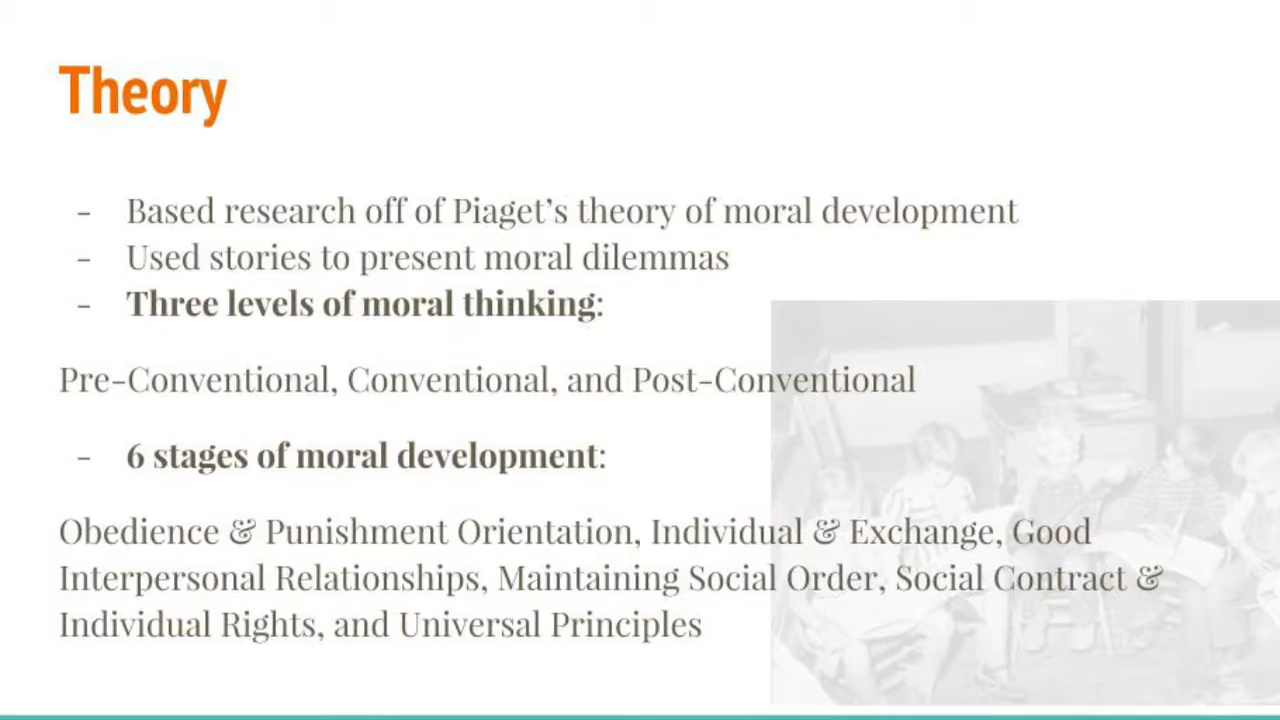 Theory
- Based research off of Piaget’s theory of moral development
- Used stories to present moral dilemmas
- Three levels of moral thinking:
Pre-Conventional, Conventional, and Post-Conventional
- 6 stages of moral development:
Obedience & Punishment Orientation, Individual & Exchange, Good
Interpersonal Relationships, Maintaining Social Order, Social Contract &
Individual Rights, and Universal Principles